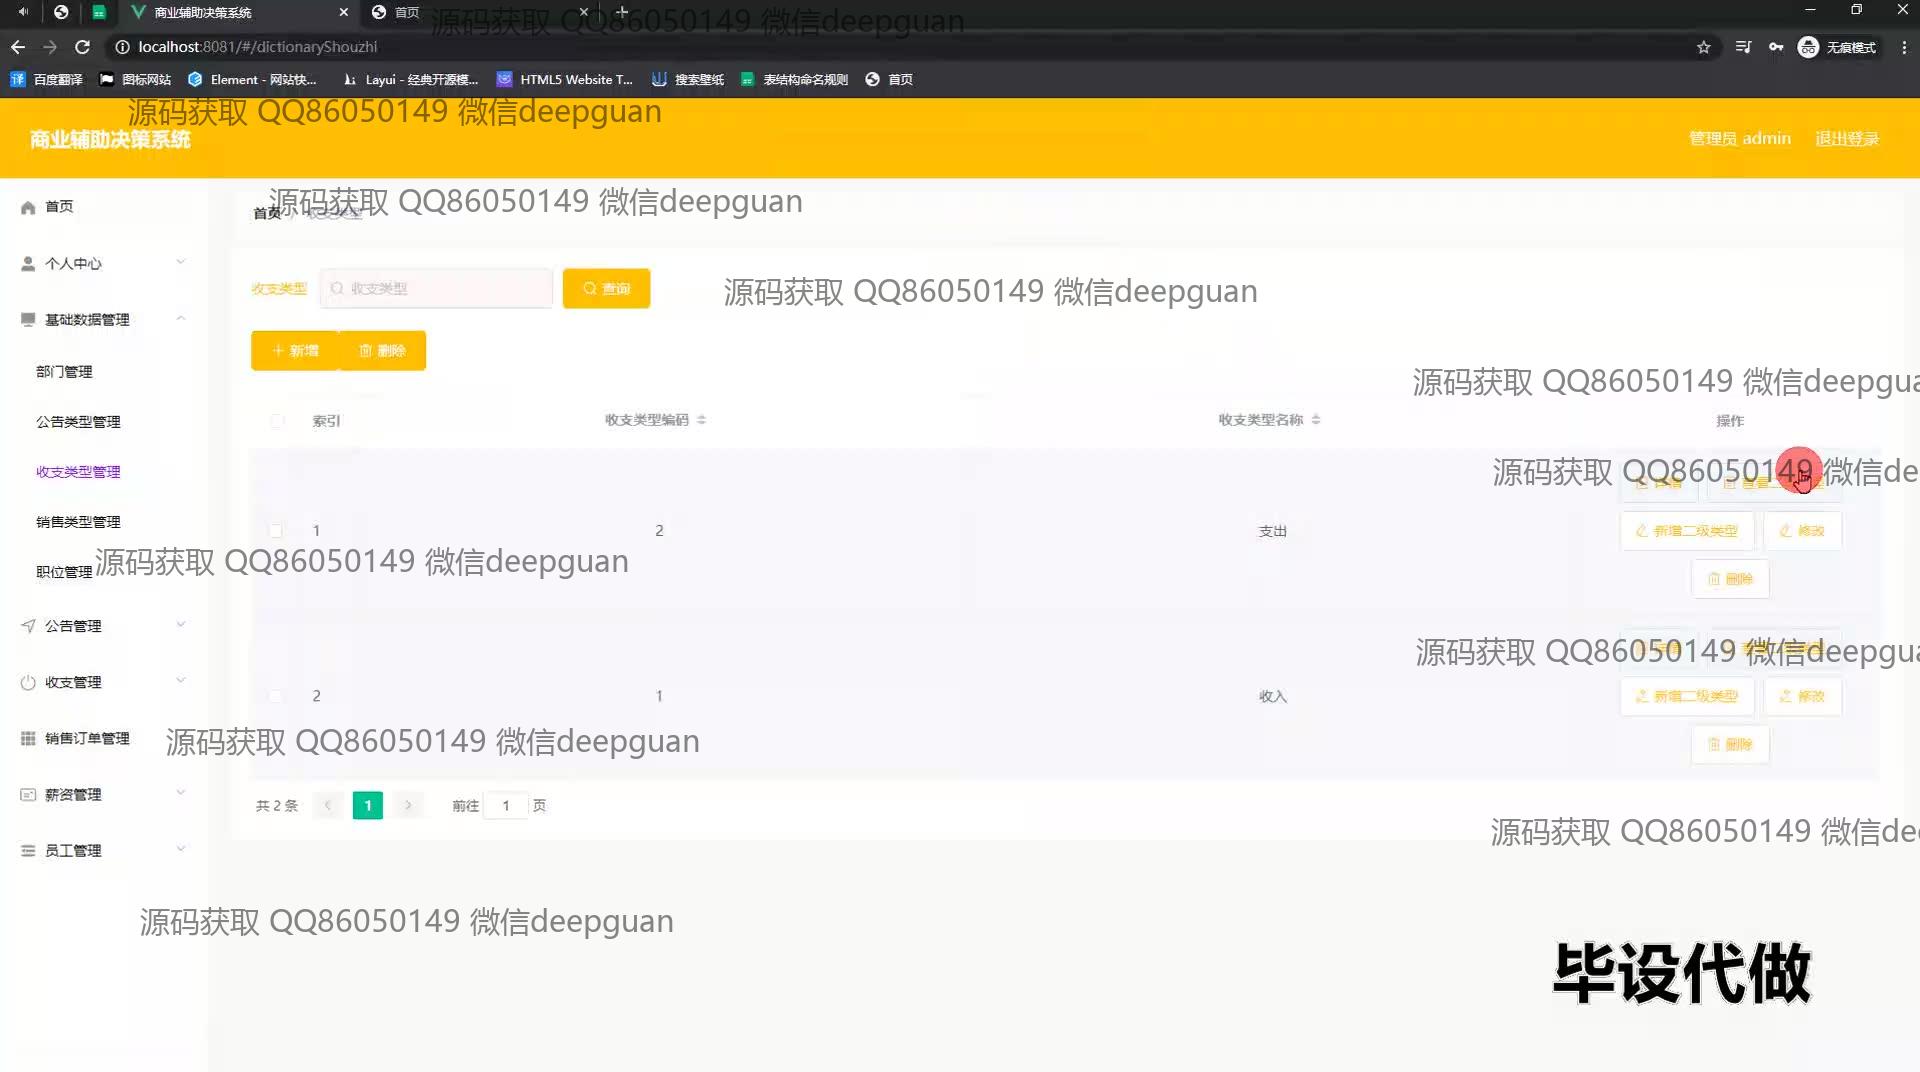 商业辅助决策系统
首页
localhost:8081/#/dictionaryShouzhi
无痕模式
百度翻译
图标网站
Element - 网站快...
Layui - 经典开源模...
HTML5 Website T...
搜索壁纸
表结构命名规则
首页
源码获取 QQ86050149 微信deepguan
源码获取 QQ86050149 微信deepguan
商业辅助决策系统
管理员 admin
退出登录
首页
个人中心
基础数据管理
部门管理
公告类型管理
收支类型管理
销售类型管理
职位管理
公告管理
收支管理
销售订单管理
薪资管理
员工管理
首页
收支类型
源码获取 QQ86050149 微信deepguan
收支类型
收支类型
查询
源码获取 QQ86050149 微信deepguan
新增
删除
源码获取 QQ86050149 微信deepgua
索引
收支类型编码
收支类型名称
操作
源码获取 QQ86050149 微信de
1
2
支出
新增二级类型
修改
删除
源码获取 QQ86050149 微信deepguan
源码获取 QQ86050149 微信deepgua
2
1
收入
新增二级类型
修改
删除
源码获取 QQ86050149 微信deepguan
共 2 条
1
前往
1
页
源码获取 QQ86050149 微信de
源码获取 QQ86050149 微信deepguan
毕设代做